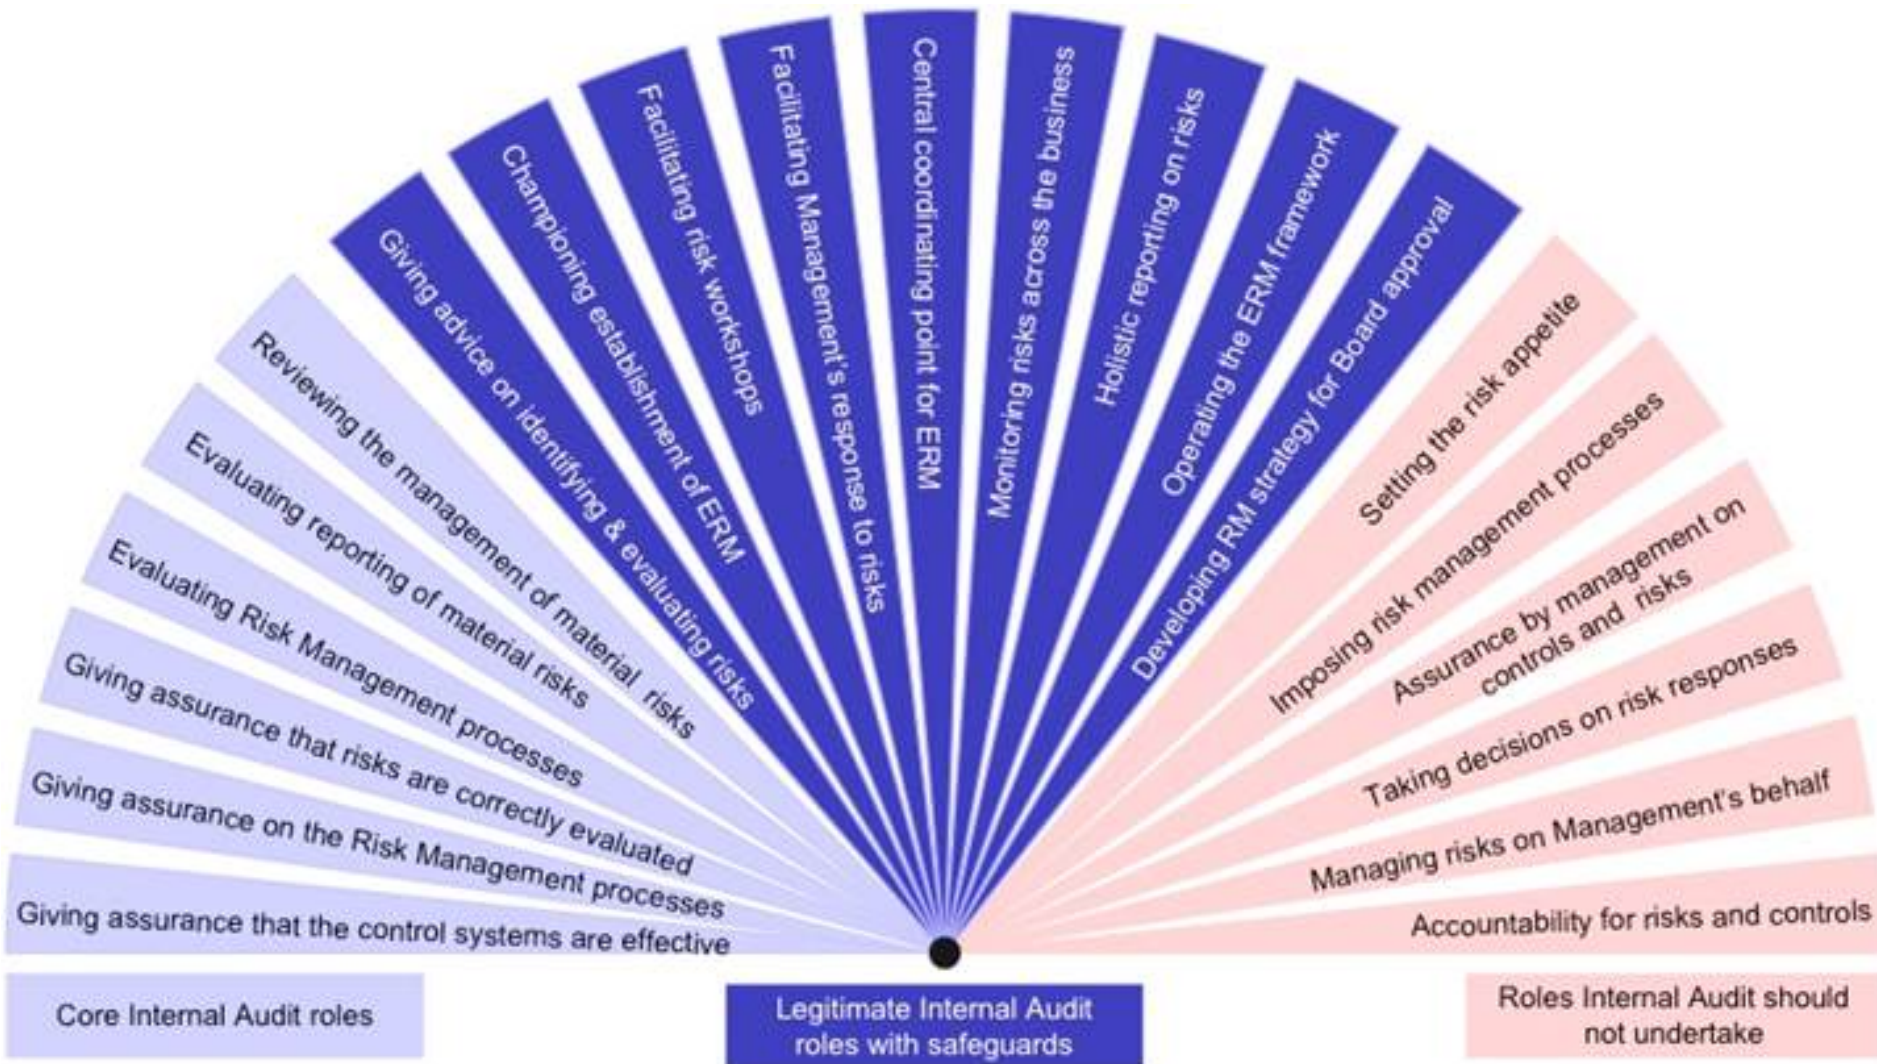 Giving assurance that the control systems are effective
Giving assurance on the Risk Management processes
Giving assurance that risks are correctly evaluated
Evaluating Risk Management processes
Evaluating reporting of material risks
Reviewing the management of material risks
Giving advice on identifying & evaluating risks
Championing establishment of ERM
Facilitating risk workshops
Facilitating Management's response to risks
Central coordinating point for ERM
Monitoring risks across the business
Holistic reporting on risks
Operating the ERM framework
Developing RM strategy for Board approval
Setting the risk appetite
Imposing risk management processes
Assurance by management on
controls and risks
Taking decisions on risk responses
Managing risks on Management's behalf
Accountability for risks and controls
Core Internal Audit roles
Legitimate Internal Audit
roles with safeguards
Roles Internal Audit should
not undertake